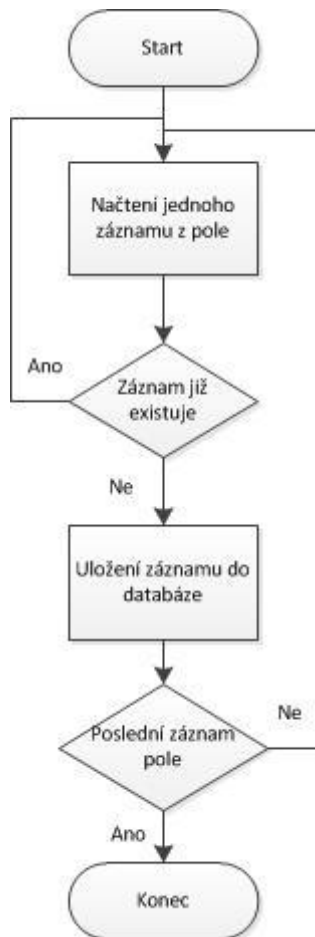 Start
Načtení jednoho
záznamu z pole
Ano
Záznam již
existuje
Ne
Uložení záznamu do
databáze
Poslední záznam
pole
Ne
Ano
Konec